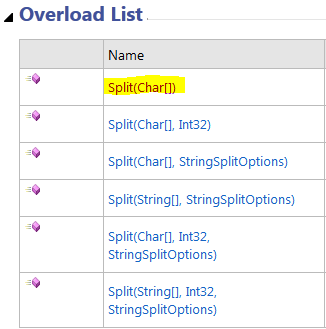 Overload List
Name
Split(Char[])
Split(Char[], Int32)
Split(Char[], StringSplitOptions)
Split(String[], StringSplitOptions)
Split(Char[], Int32,
StringSplitOptions)
Split(String[], Int32,
StringSplitOptions)